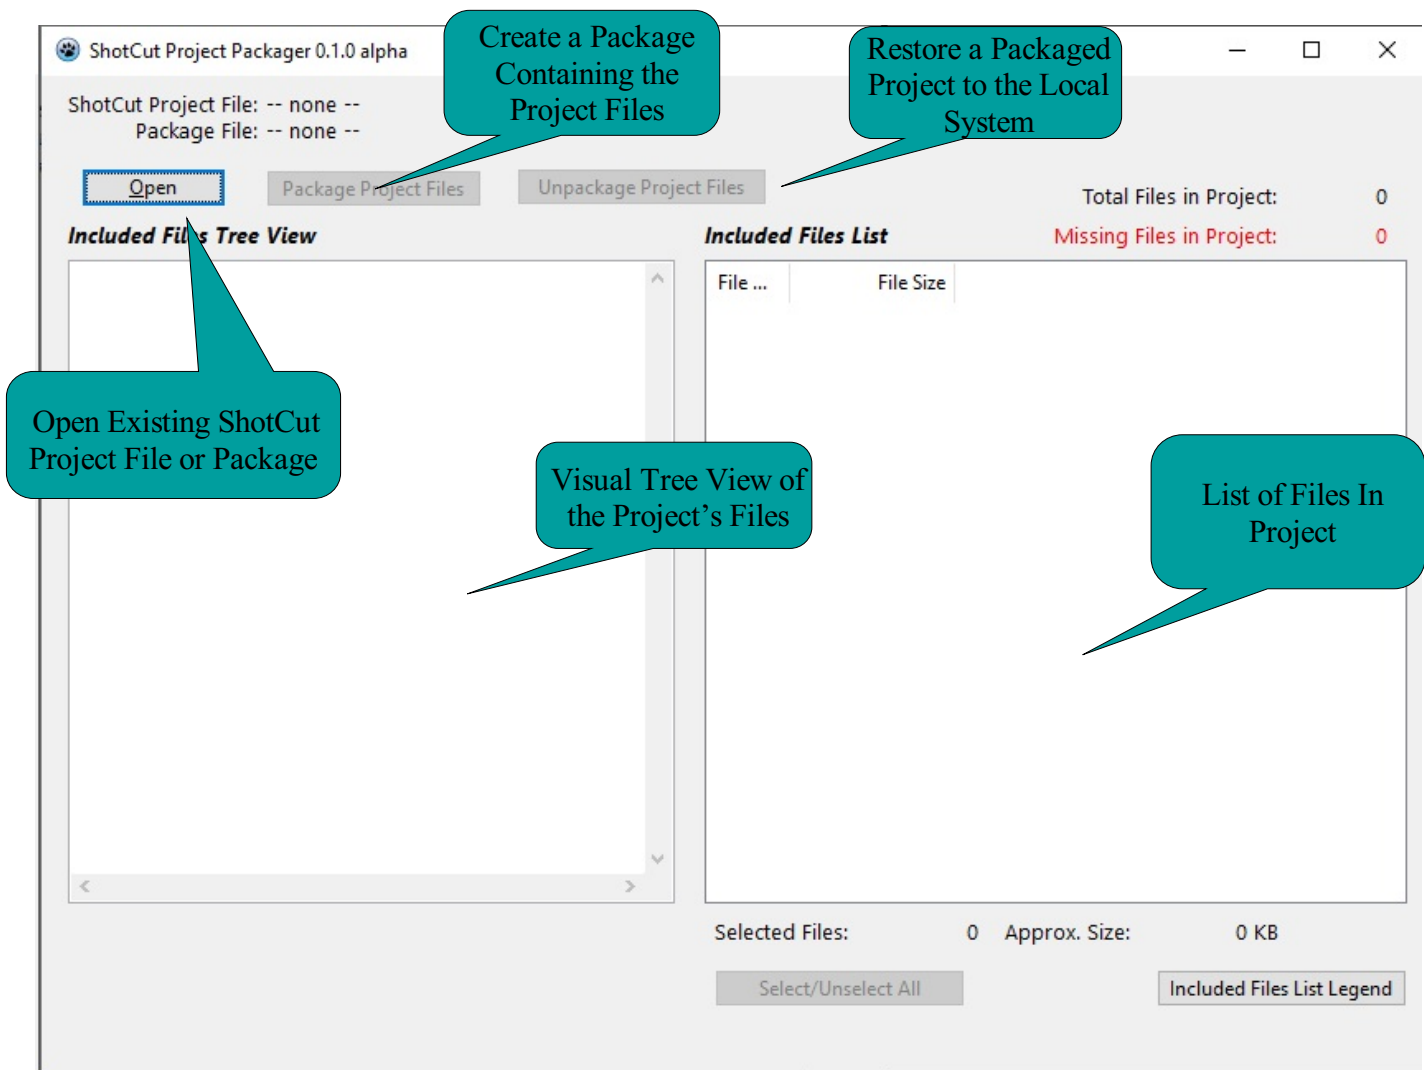 ShotCut Project Packager 0.1.0 alpha
Create a Package
Containing the
Project Files
Restore a Packaged
Project to the Local
System
ShotCut Project File: -- none --
Package File: -- none --
Open
Package Project Files
Unpackage Project Files
Total Files in Project: 0
Missing Files in Project: 0
Included Files Tree View
Included Files List
File ... File Size
Open Existing ShotCut
Project File or Package
Visual Tree View of
the Project’s Files
List of Files In
Project
Selected Files: 0 Approx. Size: 0 KB
Select/Unselect All
Included Files List Legend